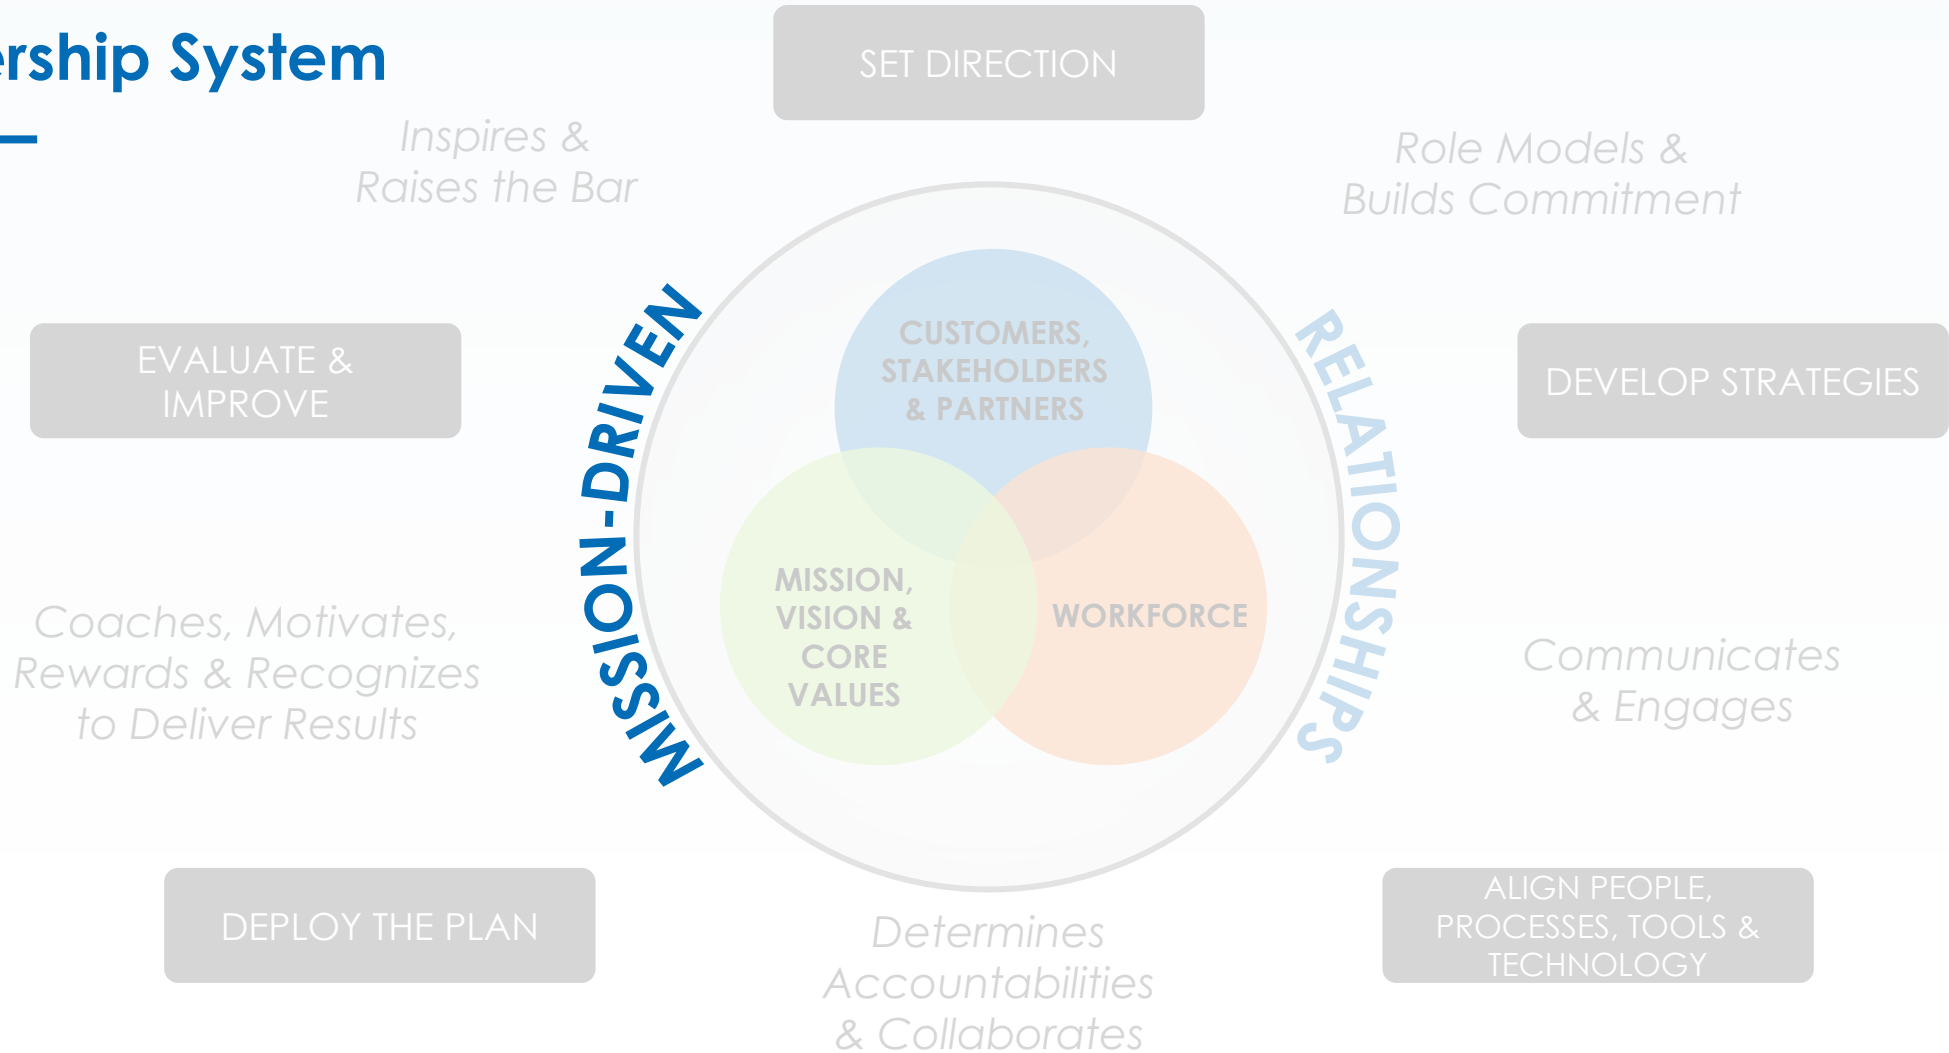 ership System
SET DIRECTION
Inspires &
Raises the Bar
Role Models &
Builds Commitment
MISSION-DRIVEN
RELATIONSHIPS
CUSTOMERS,
STAKEHOLDERS
& PARTNERS
EVALUATE &
IMPROVE
DEVELOP STRATEGIES
MISSION,
VISION &
CORE
VALUES
WORKFORCE
Coaches, Motivates,
Rewards & Recognizes
to Deliver Results
Communicates
& Engages
DEPLOY THE PLAN
Determines
Accountabilities
& Collaborates
ALIGN PEOPLE,
PROCESSES, TOOLS &
TECHNOLOGY